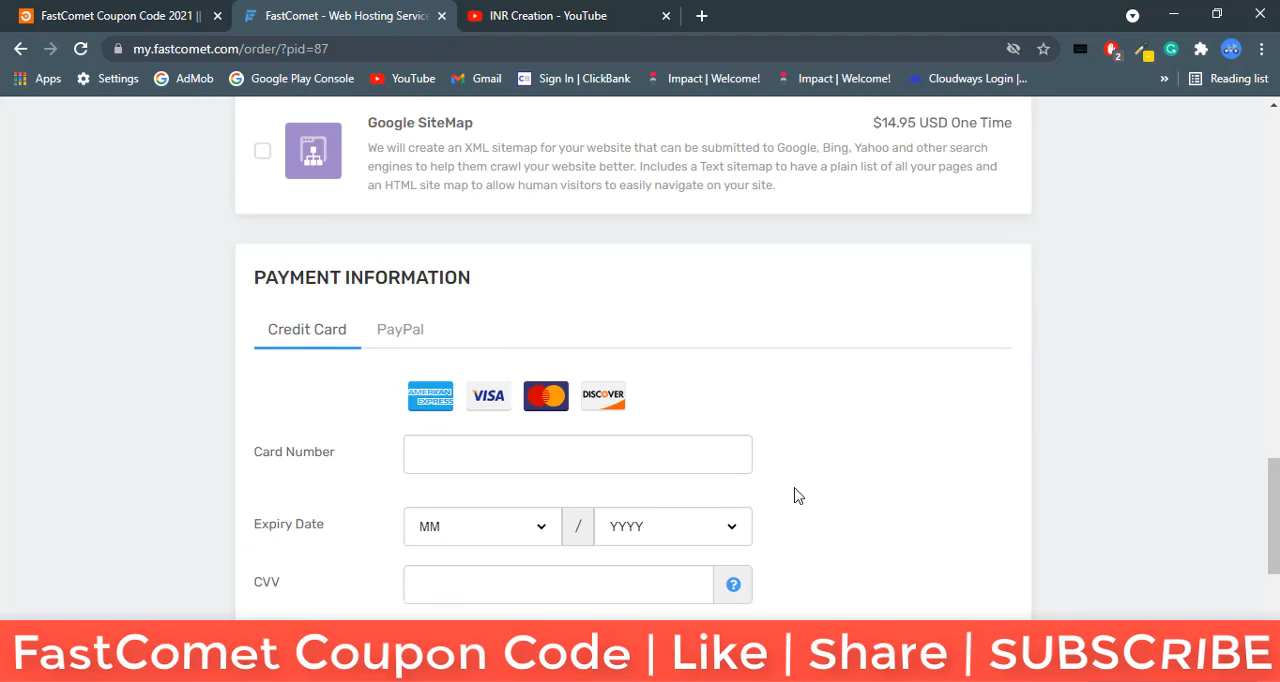 FastComet Coupon Code 2021 ||
FastComet - Web Hosting Service
INR Creation - YouTube
my.fastcomet.com/order/?pid=87
2
Apps
Settings
AdMob
Google Play Console
YouTube
Gmail
Sign In | ClickBank
Impact | Welcome!
Impact | Welcome!
Cloudways Login |...
»
Reading list
Google SiteMap
$14.95 USD One Time
We will create an XML sitemap for your website that can be submitted to Google, Bing, Yahoo and other search
engines to help them crawl your website better. Includes a Text sitemap to have a plain list of all your pages and
an HTML site map to allow human visitors to easily navigate on your site.
PAYMENT INFORMATION
Credit Card
PayPal
AMERICAN
EXPRESS
VISA
DISCOVER
Card Number
Expiry Date
MM
/
YYYY
CVV
?
FastComet Coupon Code | Like | Share | SUBSCRIBE